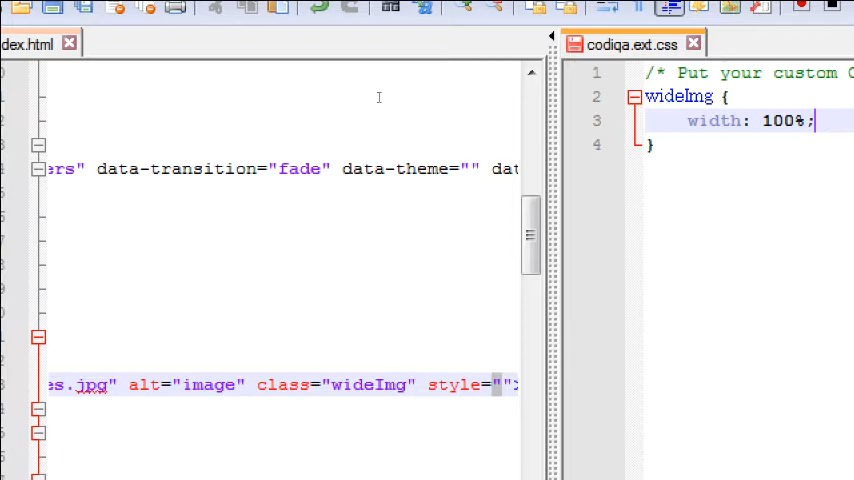 dex.html
codiqa.ext.css
1 /* Put your custom C
2 wideImg {
3 width: 100%;
4 }
ers" data-transition="fade" data-theme="" dat
es.jpg" alt="image" class="wideImg" style="">